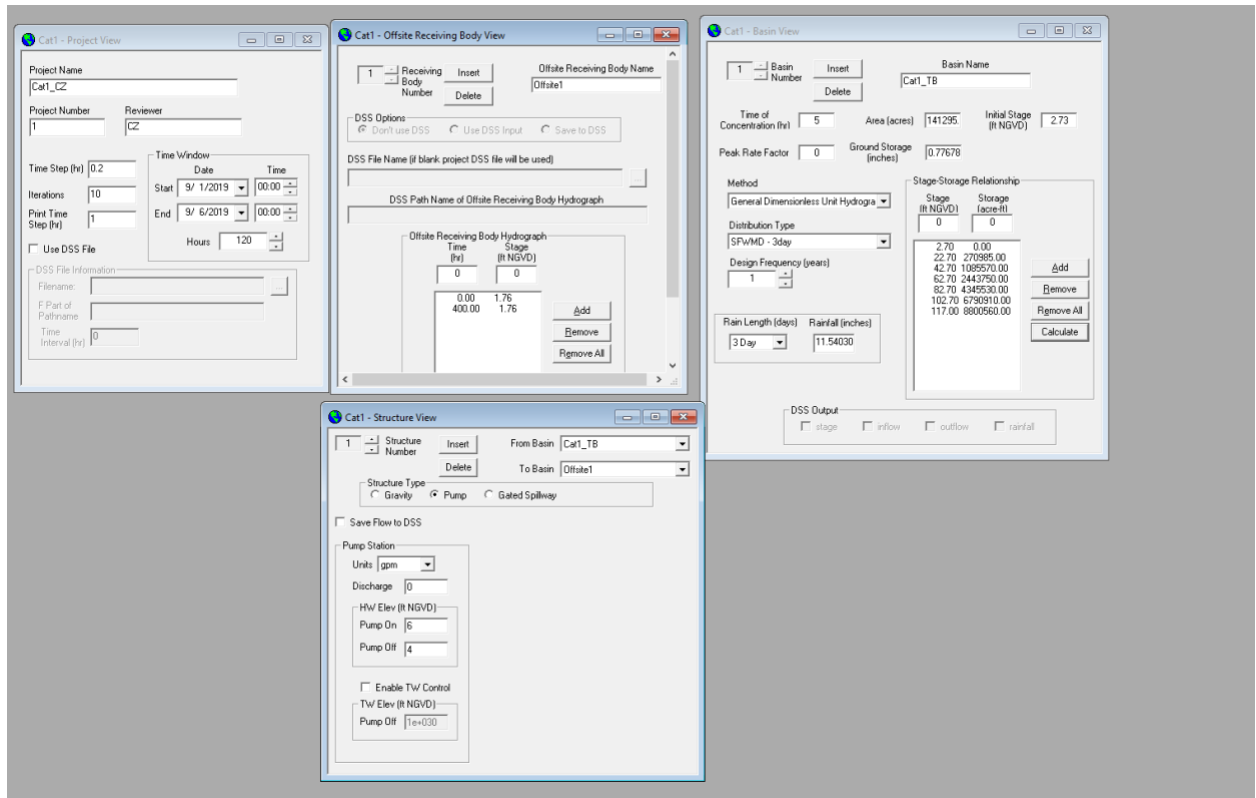 Cat1 - Project View
Project Name
Cat1_CZ
Project Number Reviewer
1 CZ
Time Step (hr) 0.2
Iterations 10
Print Time Step (hr) 1
Use DSS File
Time Window
Date Time
Start 9/ 1/2019 00:00
End 9/ 6/2019 00:00
Hours 120
DSS File Information
Filename: ...
F Part of Pathname
Time Interval (hr) 0
Cat1 - Offsite Receiving Body View
1 Receiving Body Number Insert Delete
Offsite Receiving Body Name
Offsite1
DSS Options
Don't use DSS Use DSS Input Save to DSS
DSS File Name (if blank project DSS file will be used)
...
DSS Path Name of Offsite Receiving Body Hydrograph
Offsite Receiving Body Hydrograph
Time (hr) Stage (ft NGVD)
0 0
0.00 1.76
400.00 1.76
Add
Remove
Remove All
Cat1 - Basin View
1 Basin Number Insert Delete
Basin Name
Cat1_TB
Time of Concentration (hr) 5 Area (acres) 141295. Initial Stage (ft NGVD) 2.73
Peak Rate Factor 0 Ground Storage (inches) 0.77678
Method
General Dimensionless Unit Hydrogra
Distribution Type
SFWMD - 3day
Design Frequency (years)
1
Rain Length (days) Rainfall (inches)
3 Day 11.54030
Stage-Storage Relationship
Stage (ft NGVD) Storage (acre-ft)
0 0
2.70 0.00
22.70 270985.00
42.70 1085570.00
62.70 2443750.00
82.70 4345530.00
102.70 6790910.00
117.00 8800560.00
Add
Remove
Remove All
Calculate
DSS Output
stage inflow outflow rainfall
Cat1 - Structure View
1 Structure Number Insert Delete
From Basin Cat1_TB
To Basin Offsite1
Structure Type
Gravity Pump Gated Spillway
Save Flow to DSS
Pump Station
Units gpm
Discharge 0
HW Elev (ft NGVD)
Pump On 6
Pump Off 4
Enable TW Control
TW Elev (ft NGVD)
Pump Off 1e+030